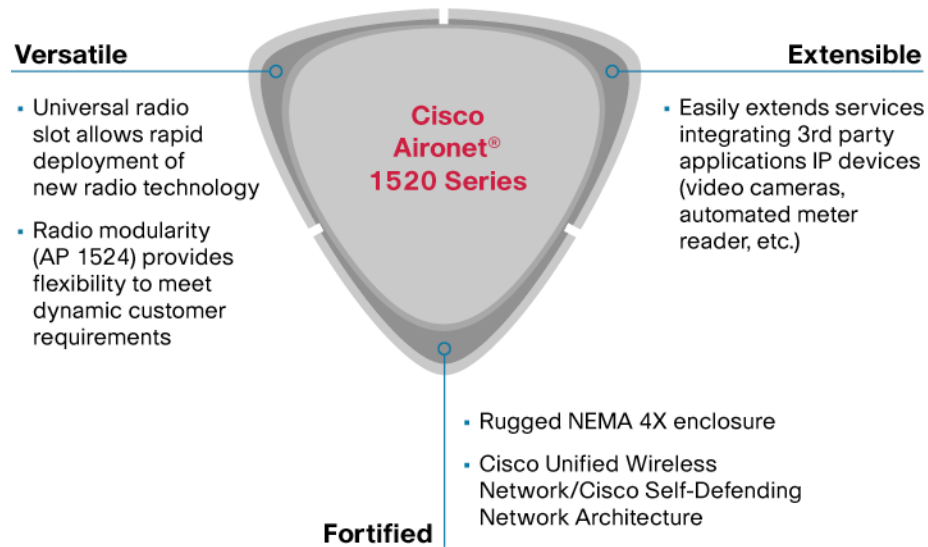 Versatile
▪ Universal radio
slot allows rapid
deployment of
new radio technology
▪ Radio modularity
(AP 1524) provides
flexibility to meet
dynamic customer
requirements
Cisco
Aironet®
1520 Series
Extensible
▪ Easily extends services
integrating 3rd party
applications IP devices
(video cameras,
automated meter
reader, etc.)
▪ Rugged NEMA 4X enclosure
▪ Cisco Unified Wireless
Network/Cisco Self-Defending
Network Architecture
Fortified